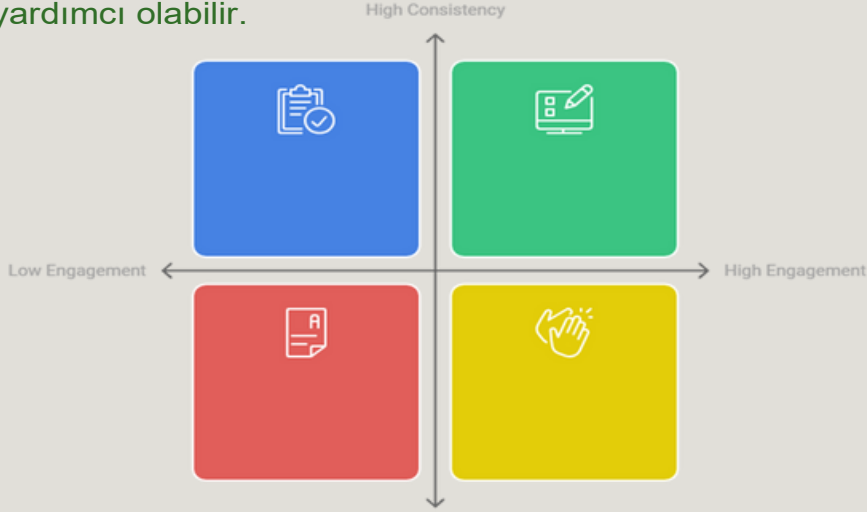 yardımcı olabilir.
High Consistency
Low Engagement
High Engagement
A